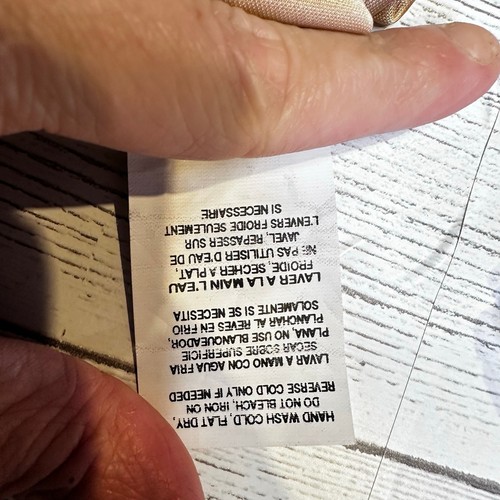 HAND WASH COLD, FLAT DRY,
DO NOT BLEACH, IRON ON
REVERSE COLD ONLY IF NEEDED
LAVAR A MANO CON AGUA FRIA
SECAR SOBRE SUPERFICIE
PLANA, NO USE BLANQUEADOR,
PLANCHAR AL REVES EN FRIO
SOLAMENTE SI SE NECESITA
LAVER A LA MAIN L'EAU
FROIDE, SECHER A PLAT,
NE PAS UTILISER D'EAU DE
JAVEL, REPASSER SUR
L'ENVERS FROIDE SEULEMENT
SI NECESSAIRE